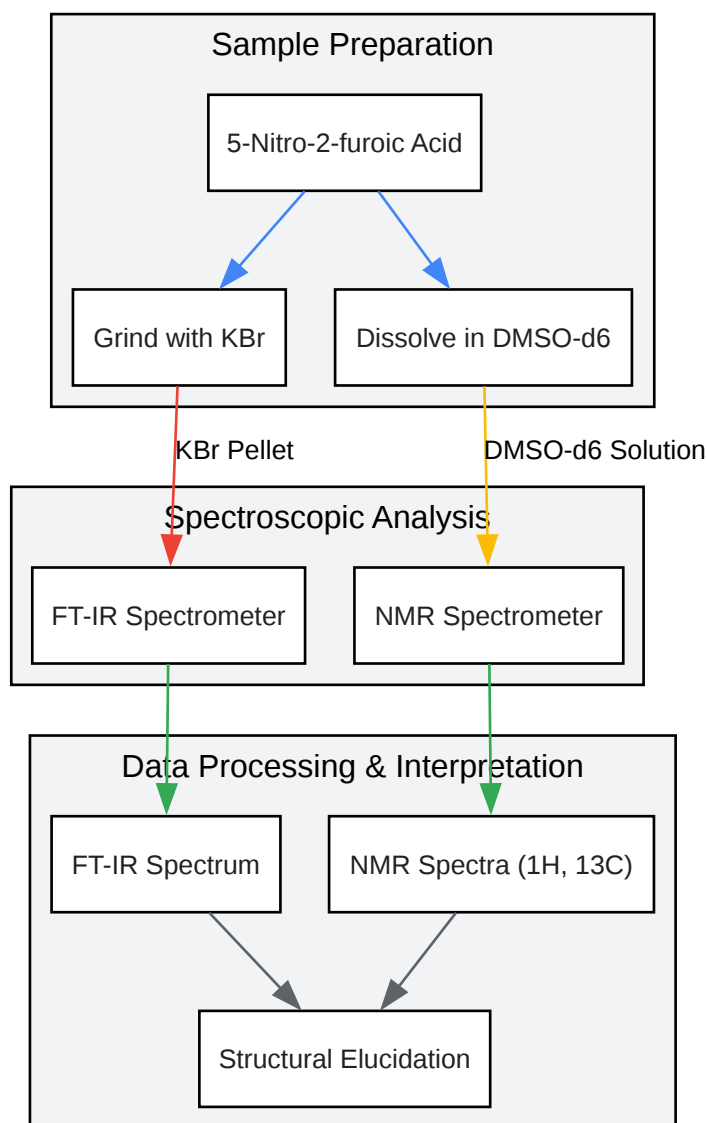 Sample Preparation
5-Nitro-2-furoic Acid
Grind with KBr
Dissolve in DMSO-d6
KBr Pellet
DMSO-d6 Solution
Spectroscopic Analysis
FT-IR Spectrometer
NMR Spectrometer
Data Processing & Interpretation
FT-IR Spectrum
NMR Spectra (1H, 13C)
Structural Elucidation